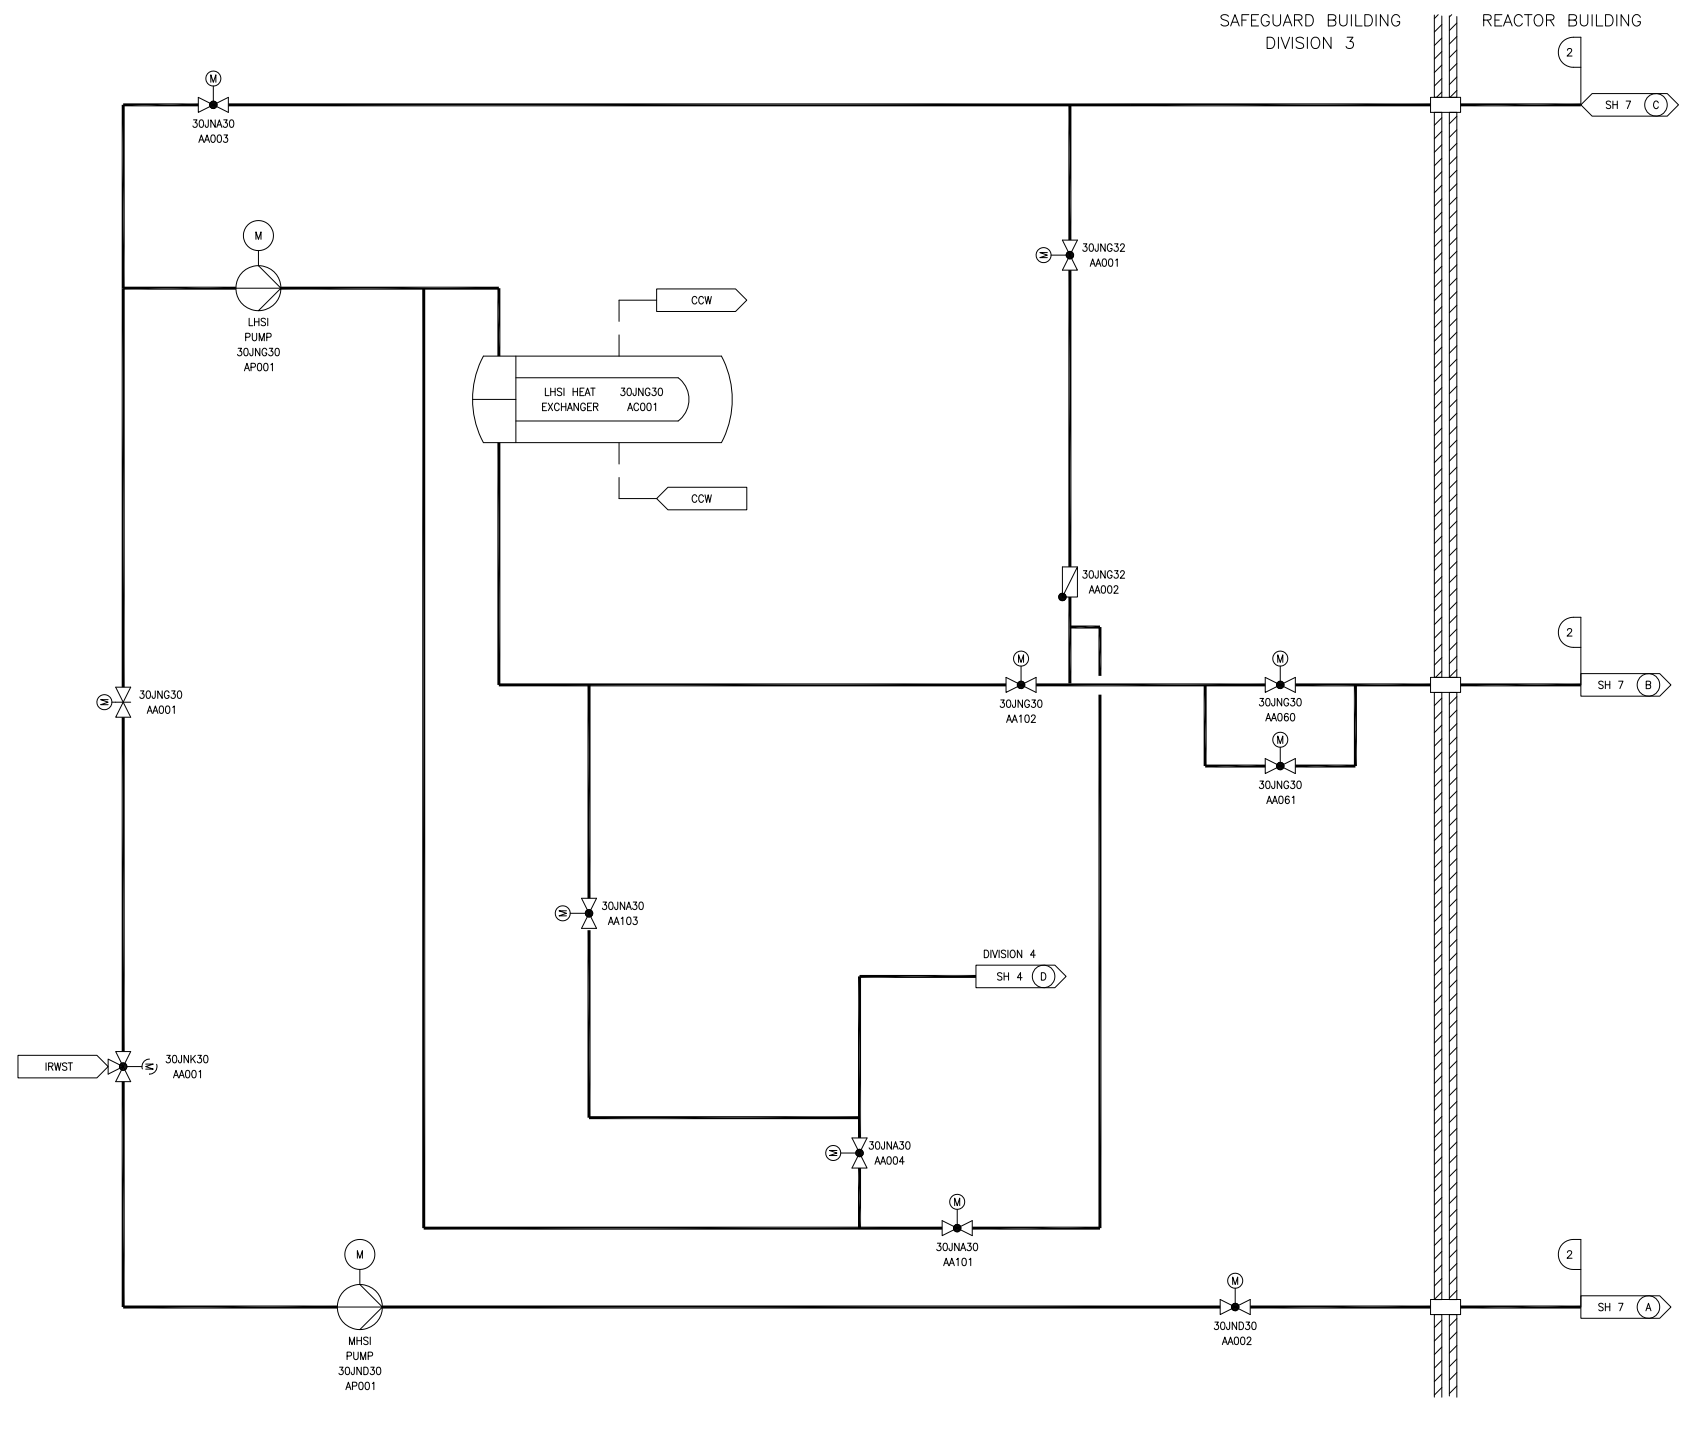 SAFEGUARD BUILDING
DIVISION 3
REACTOR BUILDING
2
SH 7 C
M
30JNA30
AA003
M
LHSI
PUMP
30JNG30
AP001
M
30JNG32
AA001
CCW
LHSI HEAT
EXCHANGER
30JNG30
AC001
CCW
30JNG32
AA002
2
SH 7 B
M
30JNG30
AA102
M
30JNG30
AA060
M
30JNG30
AA061
M
30JNG30
AA001
M
30JNA30
AA103
DIVISION 4
SH 4 D
IRWST
M
30JNK30
AA001
M
30JNA30
AA004
M
30JNA30
AA101
M
MHSI
PUMP
30JND30
AP001
M
30JND30
AA002
2
SH 7 A